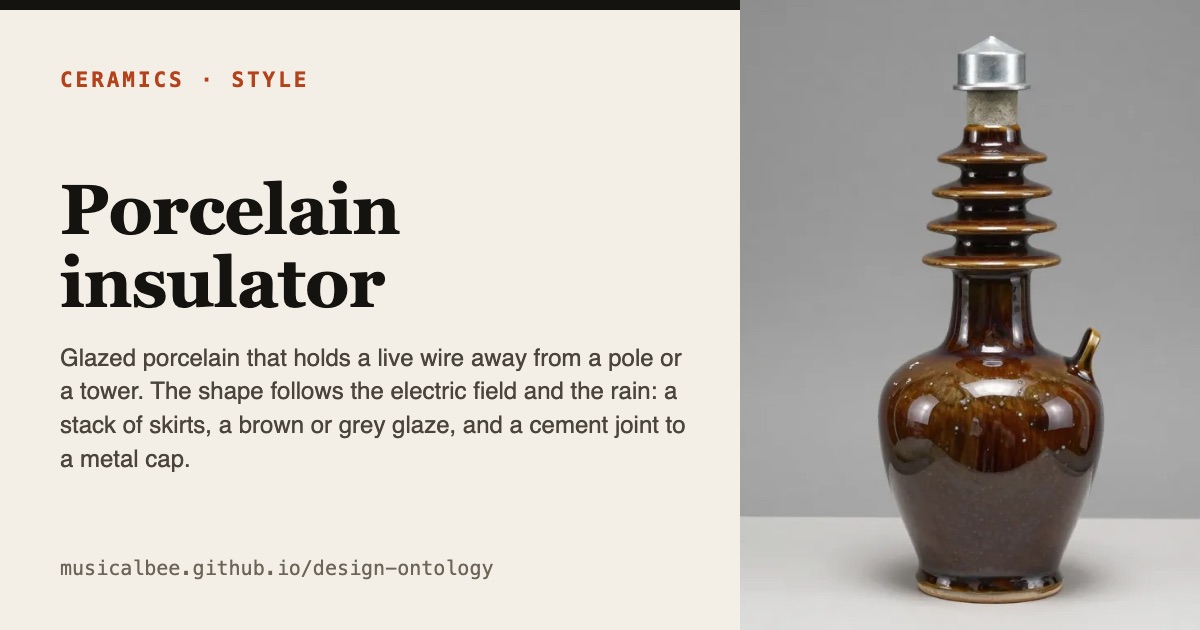 CERAMICS · STYLE
Porcelain
insulator
Glazed porcelain that holds a live wire away from a pole or
a tower. The shape follows the electric field and the rain: a
stack of skirts, a brown or grey glaze, and a cement joint to
a metal cap.
musicalbee.github.io/design-ontology